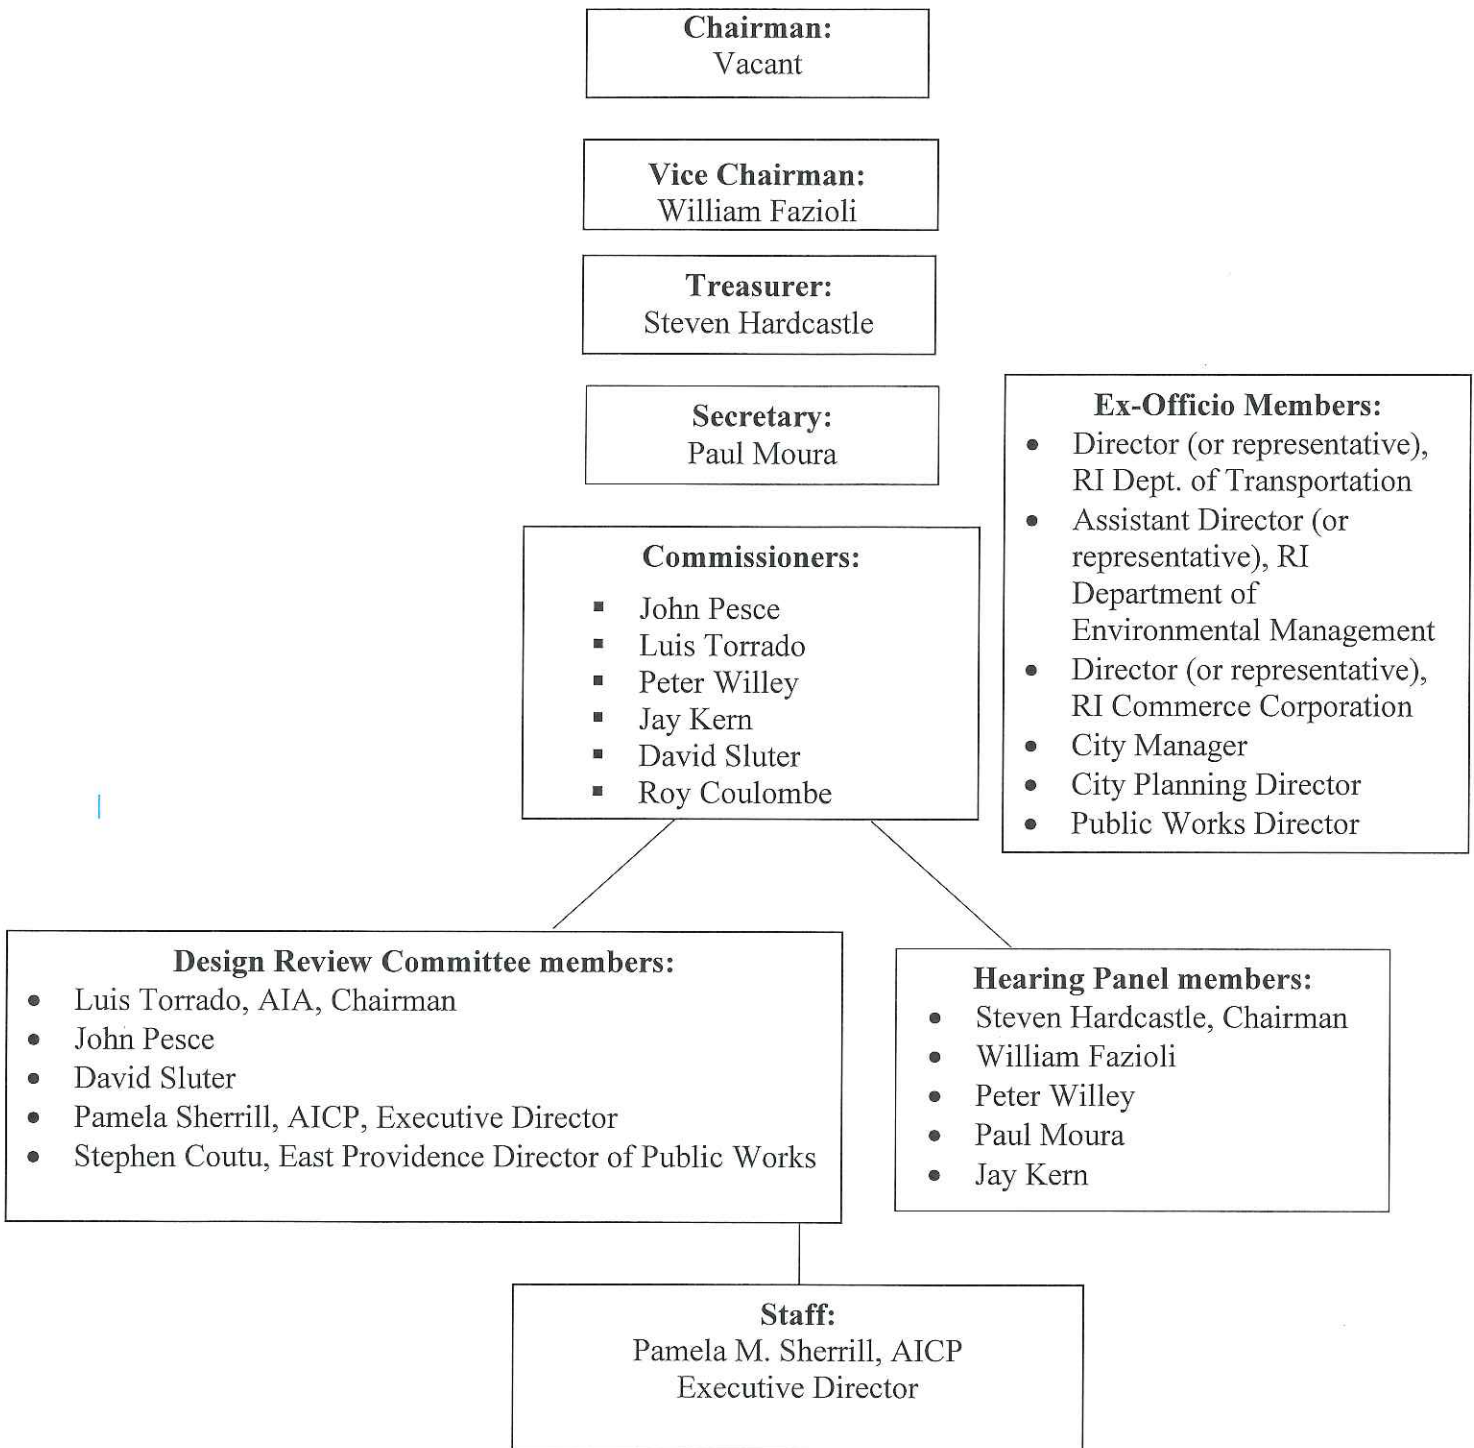 Chairman:
Vacant
Vice Chairman:
William Fazioli
Treasurer:
Steven Hardcastle
Secretary:
Paul Moura
Ex-Officio Members:
• Director (or representative),
RI Dept. of Transportation
• Assistant Director (or
representative), RI
Department of
Environmental Management
• Director (or representative),
RI Commerce Corporation
• City Manager
• City Planning Director
• Public Works Director
Commissioners:
▪ John Pesce
▪ Luis Torrado
▪ Peter Willey
▪ Jay Kern
▪ David Sluter
▪ Roy Coulombe
Design Review Committee members:
• Luis Torrado, AIA, Chairman
• John Pesce
• David Sluter
• Pamela Sherrill, AICP, Executive Director
• Stephen Coutu, East Providence Director of Public Works
Hearing Panel members:
• Steven Hardcastle, Chairman
• William Fazioli
• Peter Willey
• Paul Moura
• Jay Kern
Staff:
Pamela M. Sherrill, AICP
Executive Director